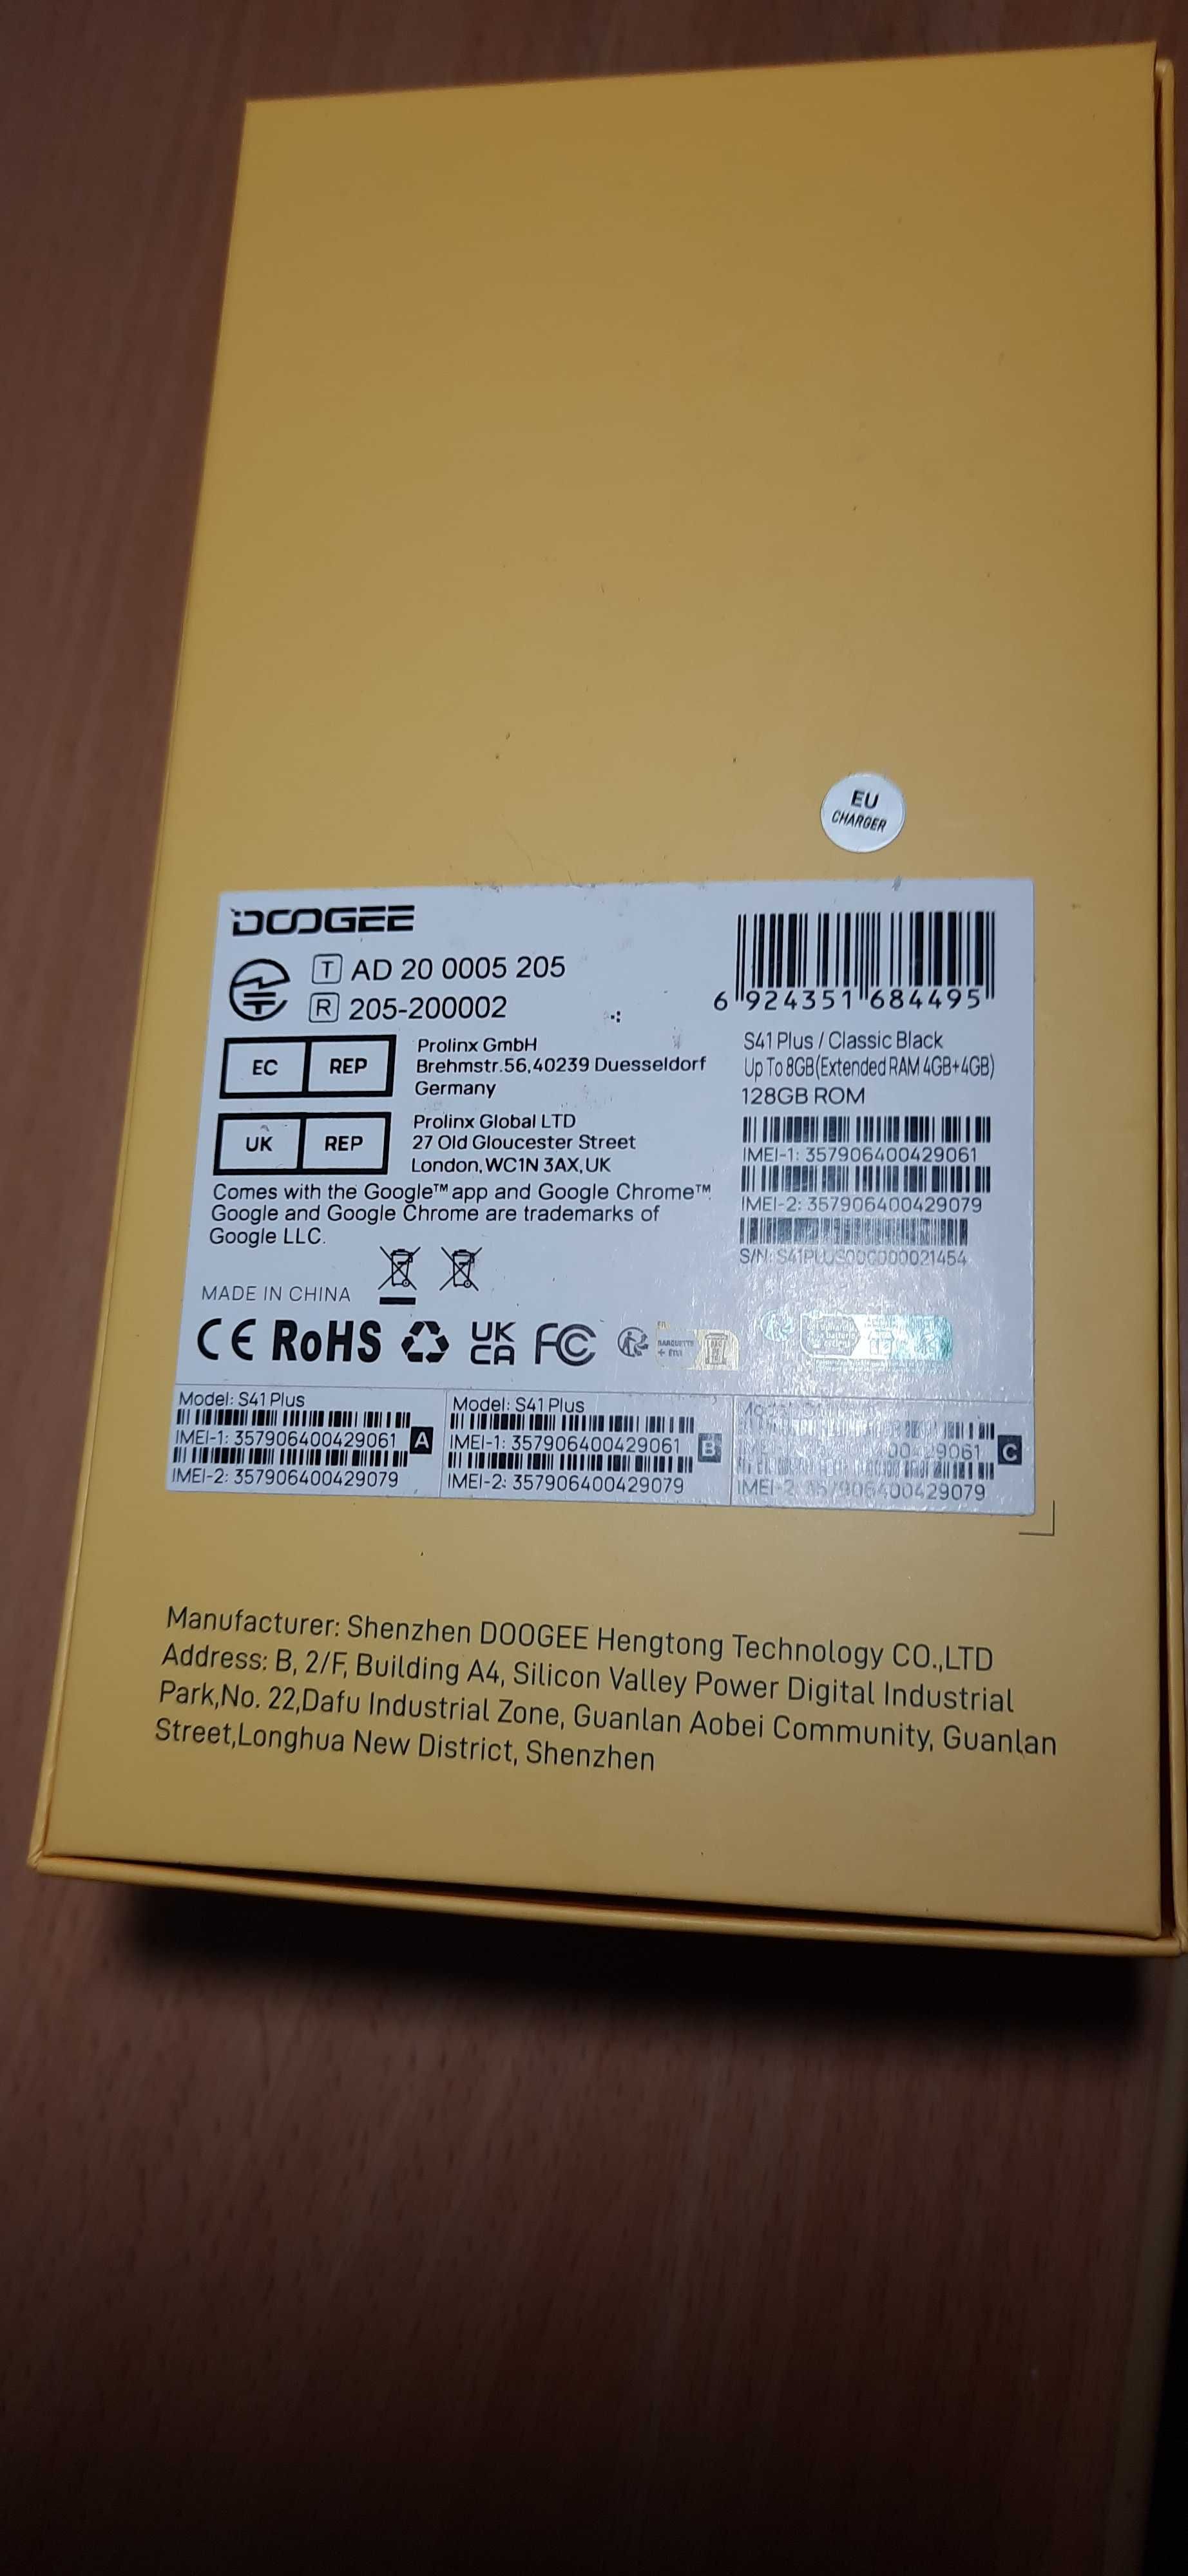 EU
CHARGER
DOOGEE
T AD 20 0005 205
R 205-200002
EC REP
Prolinx GmbH
Brehmstr.56,40239 Duesseldorf
Germany
UK REP
Prolinx Global LTD
27 Old Gloucester Street
London,WC1N 3AX,UK
Comes with the Google™ app and Google Chrome™
Google and Google Chrome are trademarks of
Google LLC.
MADE IN CHINA
CE RoHS UK CA FC
6 924351 684495
S41 Plus / Classic Black
Up To 8GB(Extended RAM 4GB+4GB)
128GB ROM
IMEI-1: 357906400429061
IMEI-2: 357906400429079
S/N:
FR
BARQUETTE
Model: S41 Plus
IMEI-1: 357906400429061 A
IMEI-2: 357906400429079
Model: S41 Plus
IMEI-1: 357906400429061 B
IMEI-2: 357906400429079
C
Manufacturer: Shenzhen DOOGEE Hengtong Technology CO.,LTD
Address: B, 2/F, Building A4, Silicon Valley Power Digital Industrial
Park,No. 22,Dafu Industrial Zone, Guanlan Aobei Community, Guanlan
Street,Longhua New District, Shenzhen